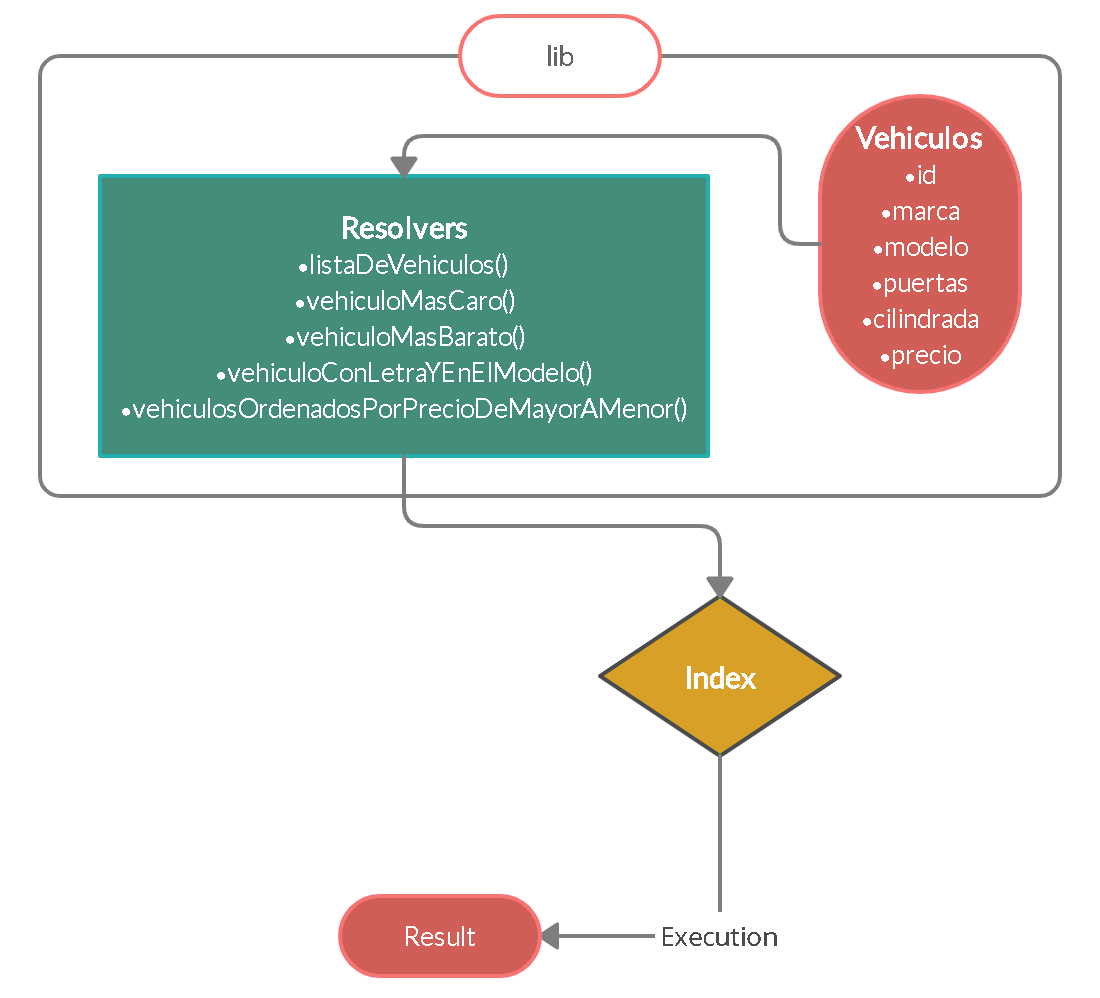 lib
Vehiculos
•id
•marca
•modelo
•puertas
•cilindrada
•precio
Resolvers
•listaDeVehiculos()
•vehiculoMasCaro()
•vehiculoMasBarato()
•vehiculoConLetraYEnElModelo()
•vehiculosOrdenadosPorPrecioDeMayorAMenor()
Index
Execution
Result